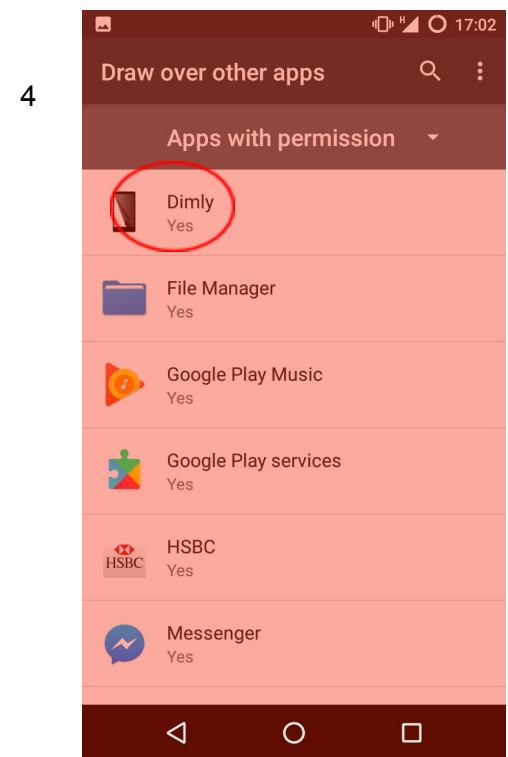 4
H 17:02
Draw over other apps
Apps with permission
Dimly
Yes
File Manager
Yes
Google Play Music
Yes
Google Play services
Yes
HSBC
HSBC
Yes
Messenger
Yes